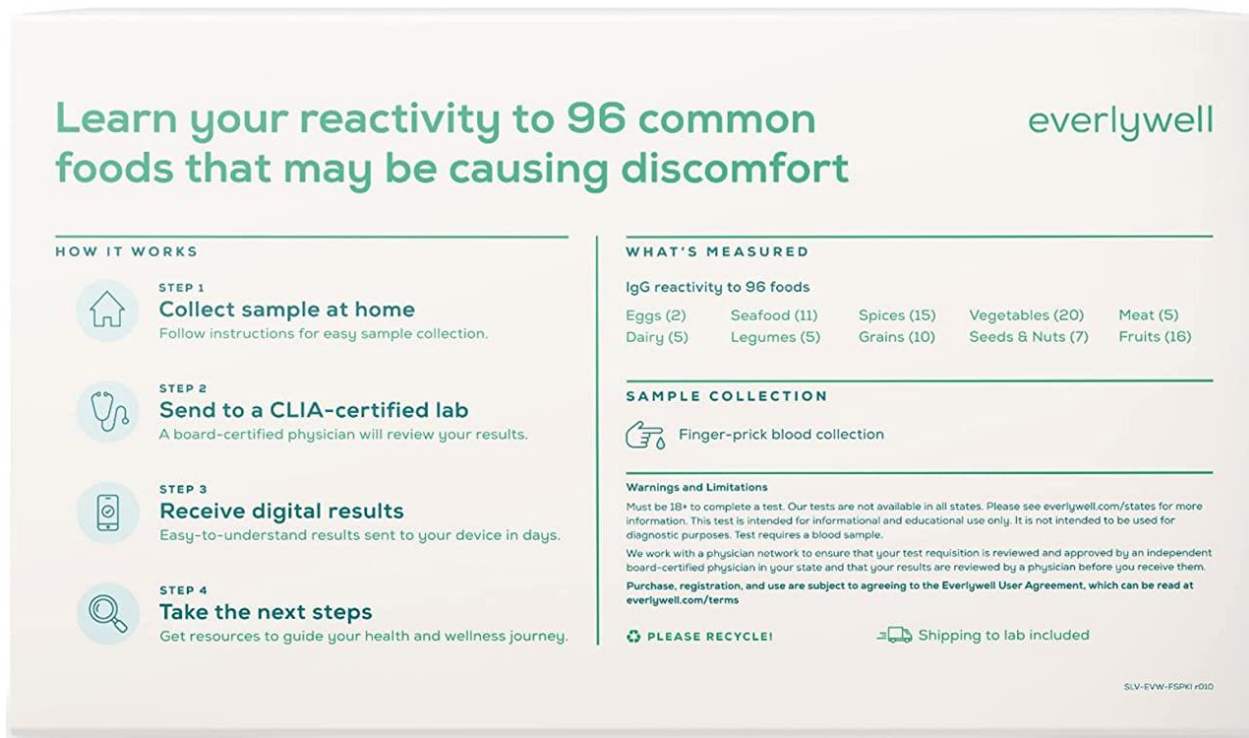 Learn your reactivity to 96 common
foods that may be causing discomfort
everlywell
HOW IT WORKS
STEP 1
Collect sample at home
Follow instructions for easy sample collection.
STEP 2
Send to a CLIA-certified lab
A board-certified physician will review your results.
STEP 3
Receive digital results
Easy-to-understand results sent to your device in days.
STEP 4
Take the next steps
Get resources to guide your health and wellness journey.
WHAT'S MEASURED
IgG reactivity to 96 foods
Eggs (2) Seafood (11) Spices (15) Vegetables (20) Meat (5)
Dairy (5) Legumes (5) Grains (10) Seeds & Nuts (7) Fruits (16)
SAMPLE COLLECTION
Finger-prick blood collection
Warnings and Limitations
Must be 18+ to complete a test. Our tests are not available in all states. Please see everlywell.com/states for more
information. This test is intended for informational and educational use only. It is not intended to be used for
diagnostic purposes. Test requires a blood sample.
We work with a physician network to ensure that your test requisition is reviewed and approved by an independent
board-certified physician in your state and that your results are reviewed by a physician before you receive them.
Purchase, registration, and use are subject to agreeing to the Everlywell User Agreement, which can be read at
everlywell.com/terms
PLEASE RECYCLE!
Shipping to lab included
SLV-EVW-FSPKI r010